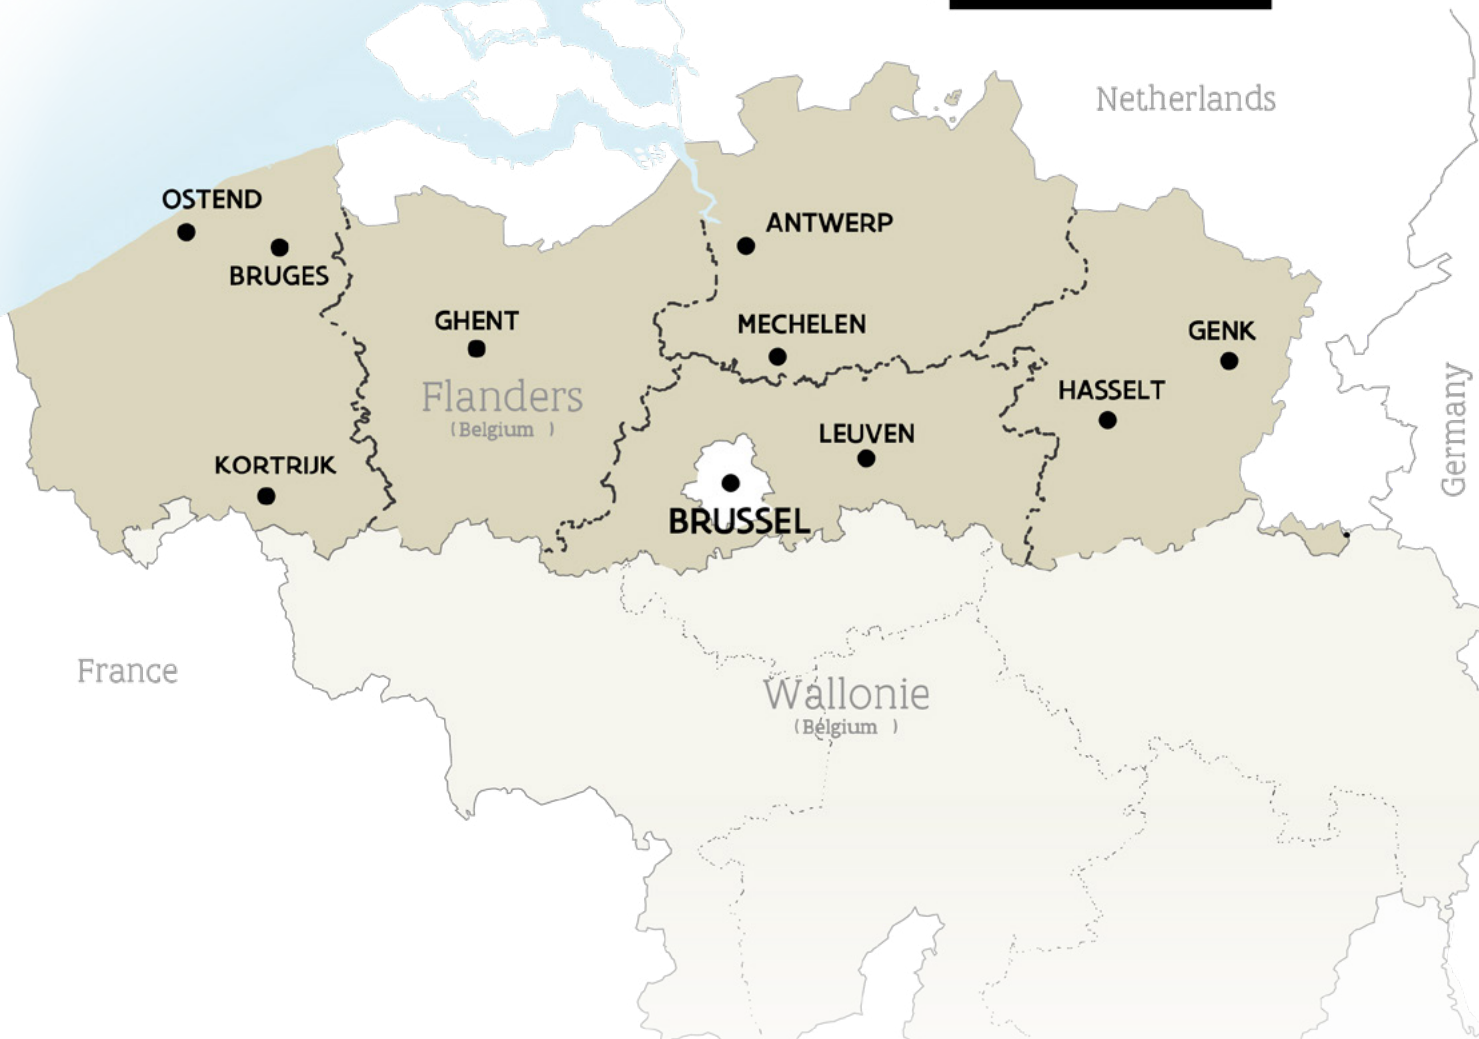 Netherlands
OSTEND
ANTWERP
BRUGES
GHENT
MECHELEN
GENK
Flanders
(Belgium )
HASSELT
Germany
LEUVEN
KORTRIJK
BRUSSEL
France
Wallonie
(Belgium )